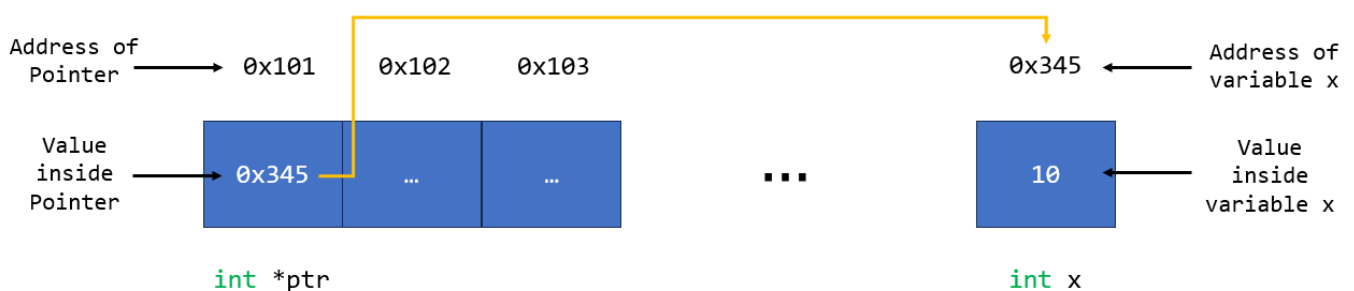 Address of
Pointer
0x101
0x102
0x103
0x345
Address of
variable x
Value
inside
Pointer
0x345
…
…
...
10
Value
inside
variable x
int *ptr
int x